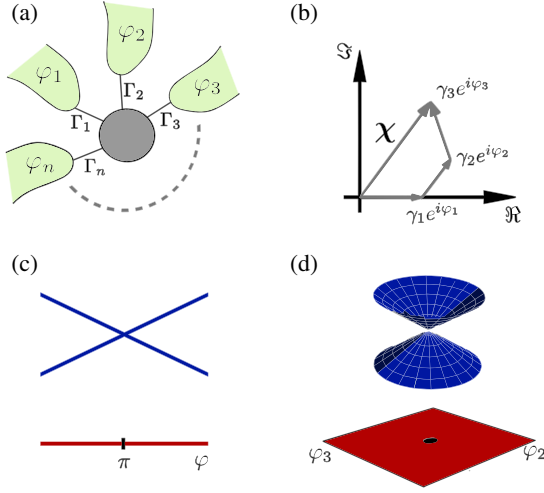 (a)
φ₁
φ₂
φ₃
φₙ
Γ₁
Γ₂
Γ₃
Γₙ
(b)
ℑ
γ₃e^{iφ₃}
χ
γ₂e^{iφ₂}
γ₁e^{iφ₁}
ℜ
(c)
π
φ
(d)
φ₃
φ₂